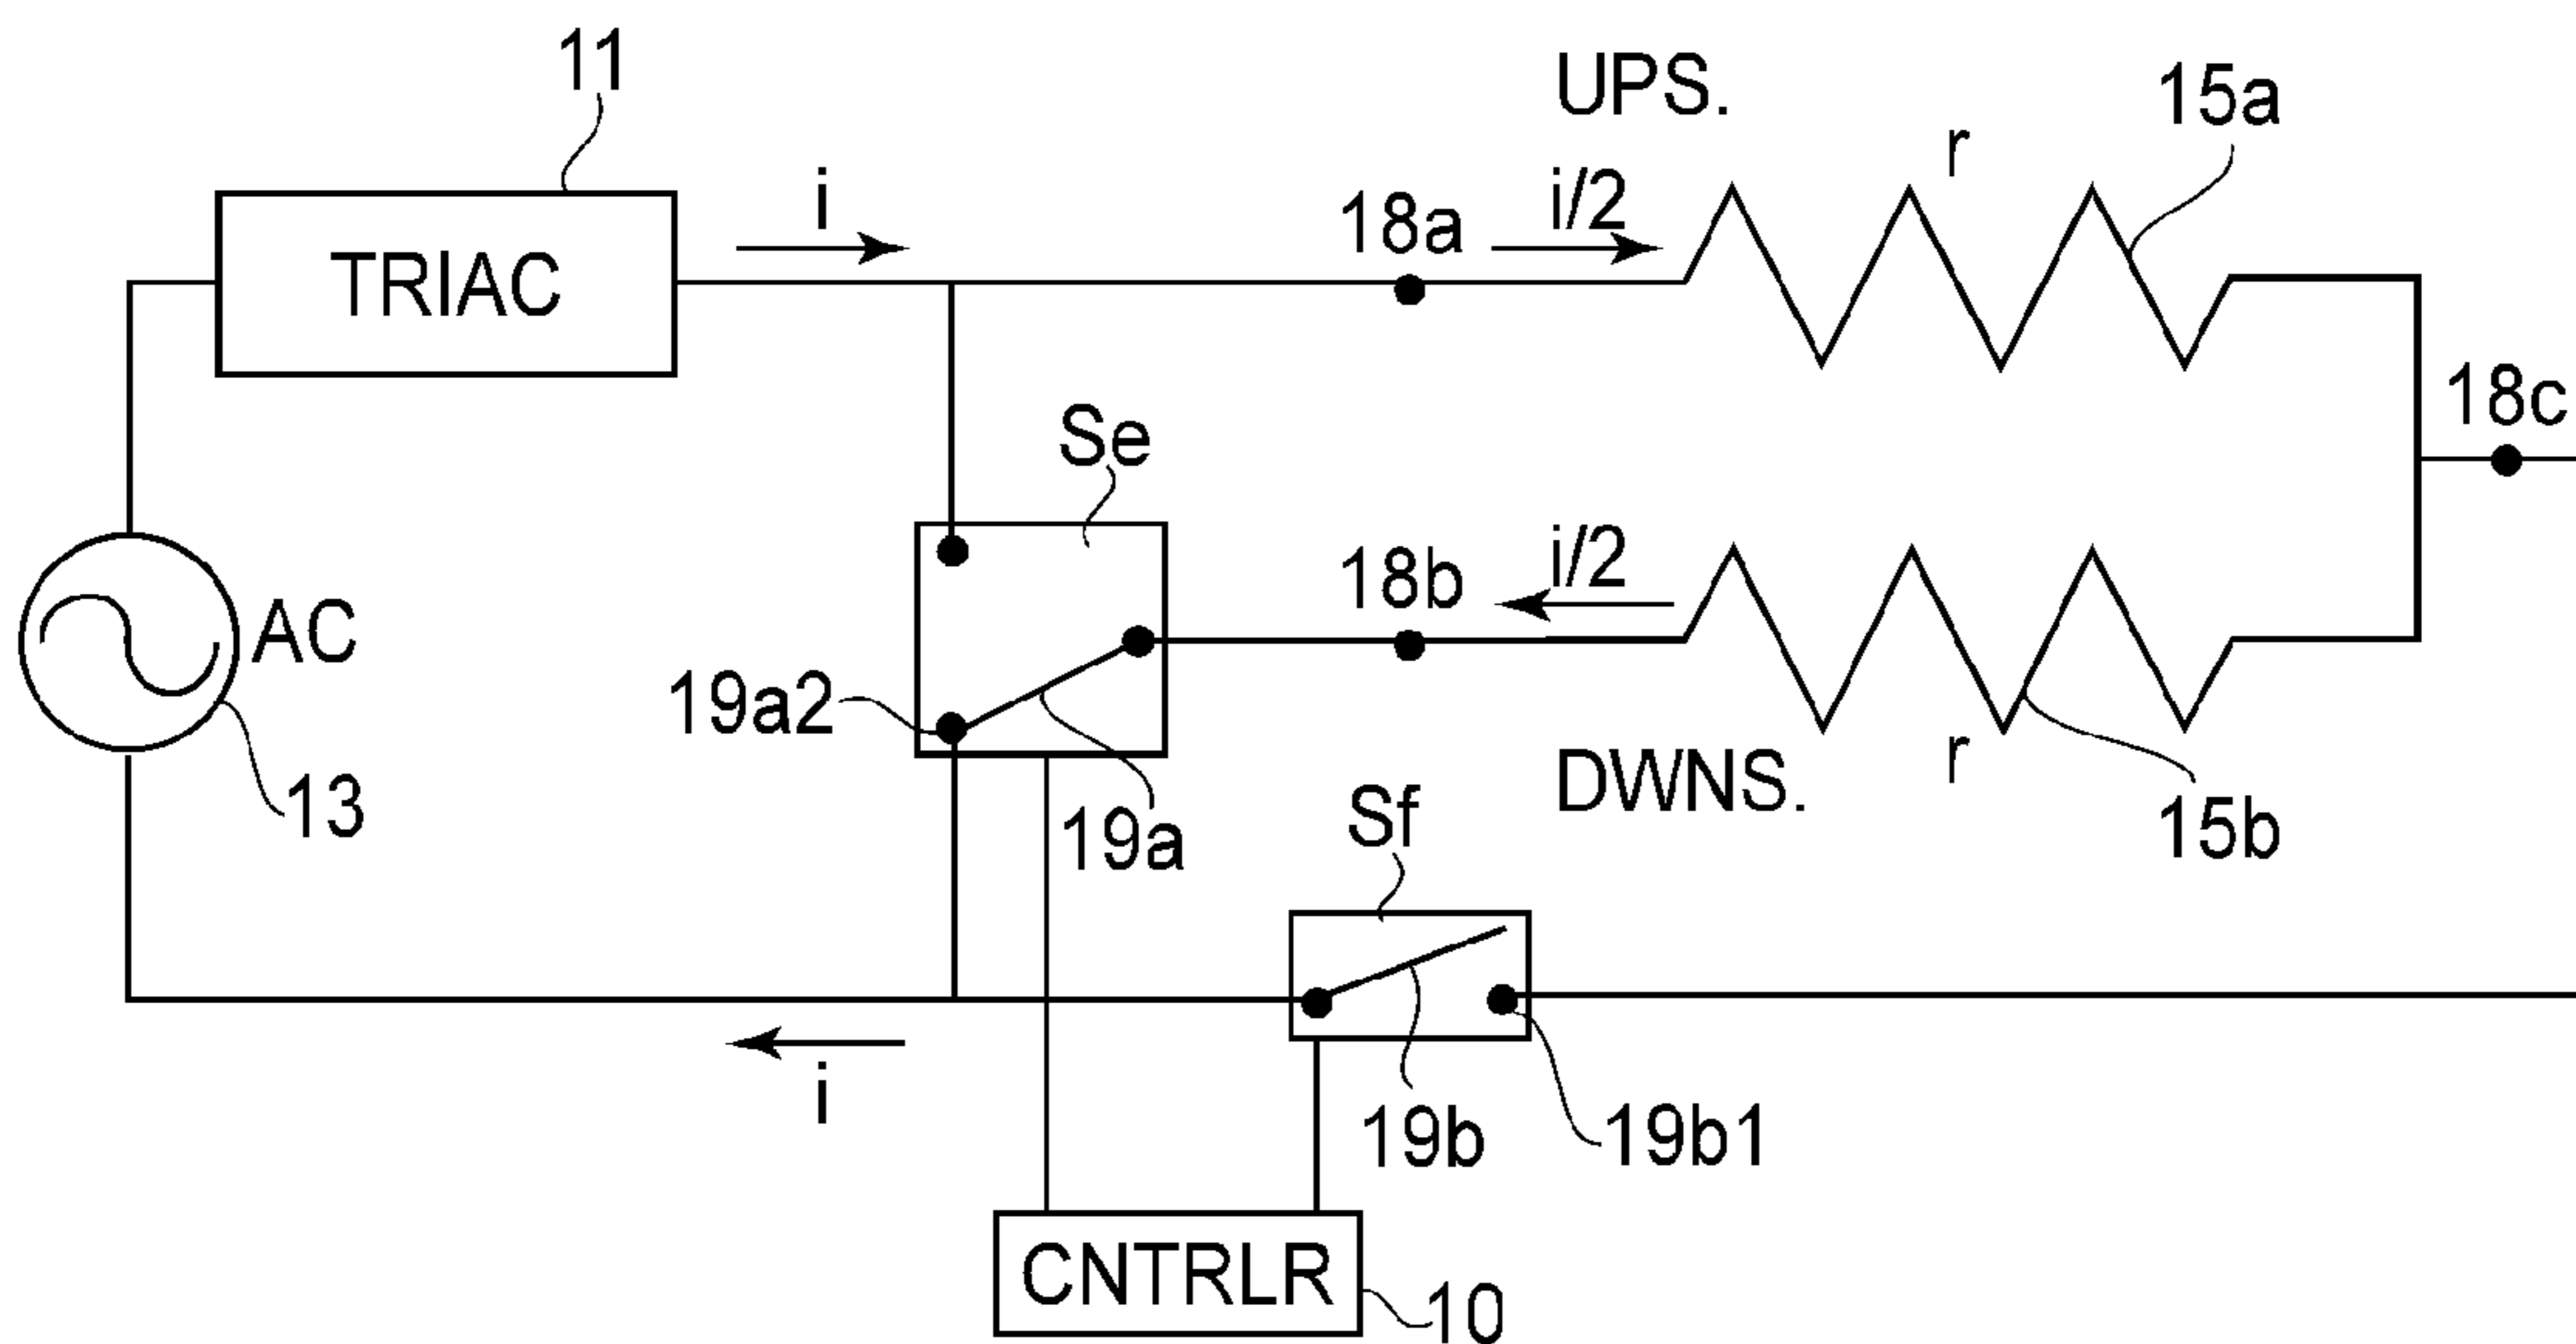 11
UPS.
15a
r
i
18a
i/2
TRIAC
18c
Se
18b
i/2
AC
19a2
r
DWNS.
13
19a
Sf
15b
i
19b
19b1
CNTRLR
10